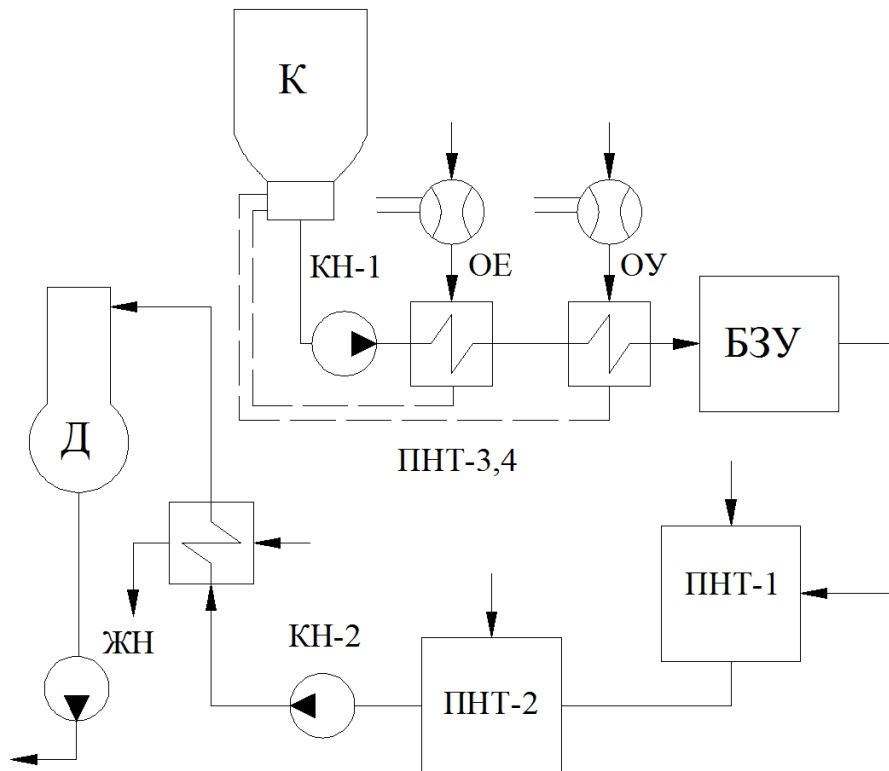 К
КН-1
ОЕ
ОУ
БЗУ
Д
ПНТ-3,4
ПНТ-1
ЖН
КН-2
ПНТ-2